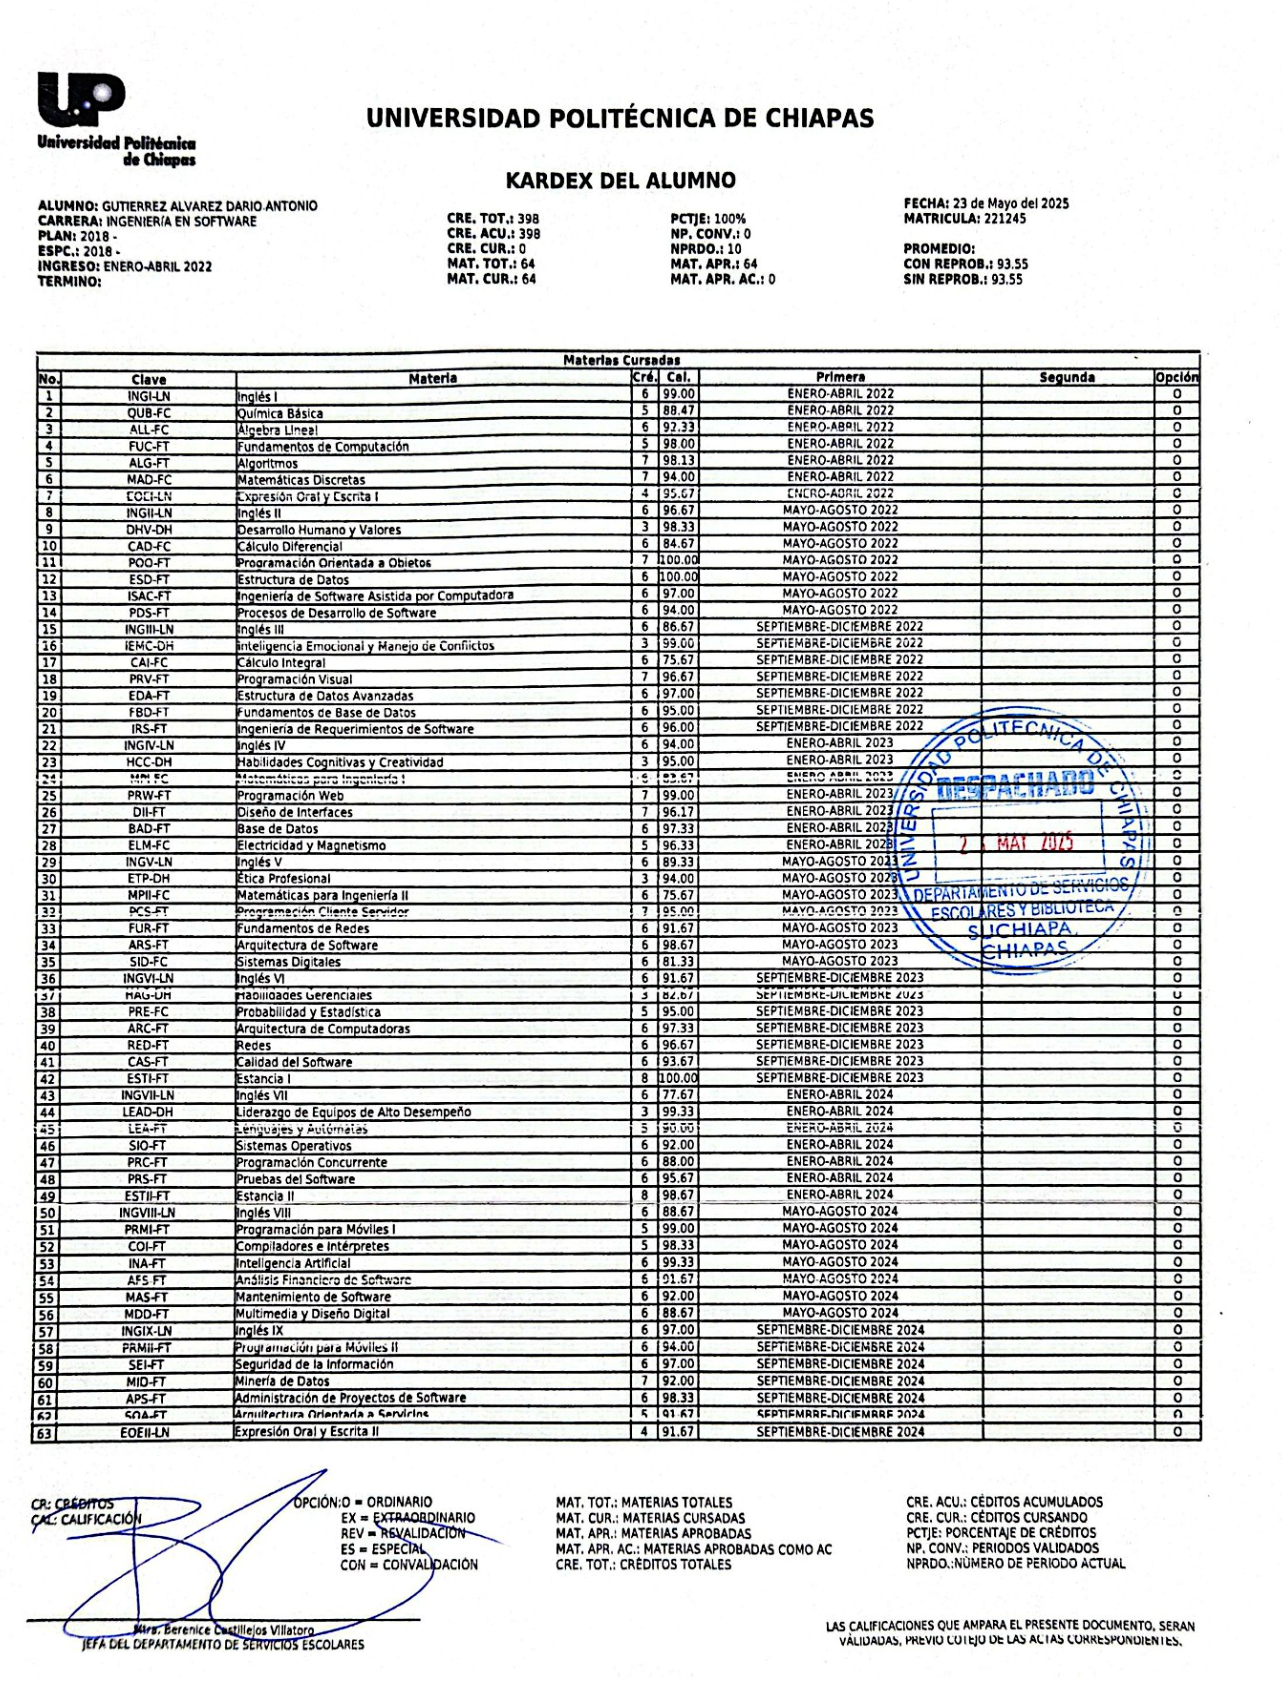 UP
Universidad Politécnica
de Chiapas
UNIVERSIDAD POLITÉCNICA DE CHIAPAS
KARDEX DEL ALUMNO
ALUMNO: GUTIERREZ ALVAREZ DARIO ANTONIO
CARRERA: INGENIERÍA EN SOFTWARE
PLAN: 2018 -
ESPC.: 2018 -
INGRESO: ENERO-ABRIL 2022
TERMINO:
CRE. TOT.: 398
CRE. ACU.: 398
CRE. CUR.: 0
MAT. TOT.: 64
MAT. CUR.: 64
PCTJE: 100%
NP. CONV.: 0
NPRDO.: 10
MAT. APR.: 64
MAT. APR. AC.: 0
FECHA: 23 de Mayo del 2025
MATRICULA: 221245
PROMEDIO:
CON REPROB.: 93.55
SIN REPROB.: 93.55
Materias Cursadas
No. Clave Materia Cré. Cal. Primera Segunda Opción
1 INGI-LN Inglés I 6 99.00 ENERO-ABRIL 2022 O
2 QUB-FC Química Básica 5 88.47 ENERO-ABRIL 2022 O
3 ALL-FC Álgebra Lineal 6 92.33 ENERO-ABRIL 2022 O
4 FUC-FT Fundamentos de Computación 5 98.00 ENERO-ABRIL 2022 O
5 ALG-FT Algoritmos 7 98.13 ENERO-ABRIL 2022 O
6 MAD-FC Matemáticas Discretas 7 94.00 ENERO-ABRIL 2022 O
7 EOEI-LN Expresión Oral y Escrita I 4 95.67 ENERO-ABRIL 2022 O
8 INGII-LN Inglés II 6 96.67 MAYO-AGOSTO 2022 O
9 DHV-DH Desarrollo Humano y Valores 3 98.33 MAYO-AGOSTO 2022 O
10 CAD-FC Cálculo Diferencial 6 84.67 MAYO-AGOSTO 2022 O
11 POO-FT Programación Orientada a Objetos 7 100.00 MAYO-AGOSTO 2022 O
12 ESD-FT Estructura de Datos 6 100.00 MAYO-AGOSTO 2022 O
13 ISAC-FT Ingeniería de Software Asistida por Computadora 6 97.00 MAYO-AGOSTO 2022 O
14 PDS-FT Procesos de Desarrollo de Software 6 94.00 MAYO-AGOSTO 2022 O
15 INGIII-LN Inglés III 6 86.67 SEPTIEMBRE-DICIEMBRE 2022 O
16 IEMC-DH Inteligencia Emocional y Manejo de Conflictos 3 99.00 SEPTIEMBRE-DICIEMBRE 2022 O
17 CAI-FC Cálculo Integral 6 75.67 SEPTIEMBRE-DICIEMBRE 2022 O
18 PRV-FT Programación Visual 7 96.67 SEPTIEMBRE-DICIEMBRE 2022 O
19 EDA-FT Estructura de Datos Avanzadas 6 97.00 SEPTIEMBRE-DICIEMBRE 2022 O
20 FBD-FT Fundamentos de Base de Datos 6 95.00 SEPTIEMBRE-DICIEMBRE 2022 O
21 IRS-FT Ingeniería de Requerimientos de Software 6 96.00 SEPTIEMBRE-DICIEMBRE 2022 O
22 INGIV-LN Inglés IV 6 94.00 ENERO-ABRIL 2023 O
23 HCC-DH Habilidades Cognitivas y Creatividad 3 95.00 ENERO-ABRIL 2023 O
24 MPI-FC Matemáticas para Ingeniería I 6 ENERO-ABRIL 2023 O
25 PRW-FT Programación Web 7 99.00 ENERO-ABRIL 2023 O
26 DII-FT Diseño de Interfaces 7 96.17 ENERO-ABRIL 2023 O
27 BAD-FT Base de Datos 6 97.33 ENERO-ABRIL 2023 O
28 ELM-FC Electricidad y Magnetismo 5 96.33 ENERO-ABRIL 2023 O
29 INGV-LN Inglés V 6 89.33 MAYO-AGOSTO 2023 O
30 ETP-DH Ética Profesional 3 94.00 MAYO-AGOSTO 2023 O
31 MPII-FC Matemáticas para Ingeniería II 6 75.67 MAYO-AGOSTO 2023 O
32 PCS-FT Programación Cliente Servidor 7 95.00 MAYO-AGOSTO 2023 O
33 FUR-FT Fundamentos de Redes 6 91.67 MAYO-AGOSTO 2023 O
34 ARS-FT Arquitectura de Software 6 98.67 MAYO-AGOSTO 2023 O
35 SID-FC Sistemas Digitales 6 81.33 MAYO-AGOSTO 2023 O
36 INGVI-LN Inglés VI 6 91.67 SEPTIEMBRE-DICIEMBRE 2023 O
37 HAG-DH Habilidades Gerenciales 3 82.67 SEPTIEMBRE-DICIEMBRE 2023 O
38 PRE-FC Probabilidad y Estadística 5 95.00 SEPTIEMBRE-DICIEMBRE 2023 O
39 ARC-FT Arquitectura de Computadoras 6 97.33 SEPTIEMBRE-DICIEMBRE 2023 O
40 RED-FT Redes 6 96.67 SEPTIEMBRE-DICIEMBRE 2023 O
41 CAS-FT Calidad del Software 6 93.67 SEPTIEMBRE-DICIEMBRE 2023 O
42 ESTI-FT Estancia I 8 100.00 SEPTIEMBRE-DICIEMBRE 2023 O
43 INGVII-LN Inglés VII 6 77.67 ENERO-ABRIL 2024 O
44 LEAD-DH Liderazgo de Equipos de Alto Desempeño 3 99.33 ENERO-ABRIL 2024 O
45 LEA-FT Lenguajes y Autómatas 5 90.00 ENERO-ABRIL 2024 O
46 SIO-FT Sistemas Operativos 6 92.00 ENERO-ABRIL 2024 O
47 PRC-FT Programación Concurrente 6 88.00 ENERO-ABRIL 2024 O
48 PRS-FT Pruebas del Software 6 95.67 ENERO-ABRIL 2024 O
49 ESTII-FT Estancia II 8 98.67 ENERO-ABRIL 2024 O
50 INGVIII-LN Inglés VIII 6 88.67 MAYO-AGOSTO 2024 O
51 PRMI-FT Programación para Móviles I 5 99.00 MAYO-AGOSTO 2024 O
52 COI-FT Compiladores e Intérpretes 5 98.33 MAYO-AGOSTO 2024 O
53 INA-FT Inteligencia Artificial 6 99.33 MAYO-AGOSTO 2024 O
54 AFS-FT Análisis Financiero de Software 6 91.67 MAYO-AGOSTO 2024 O
55 MAS-FT Mantenimiento de Software 6 92.00 MAYO-AGOSTO 2024 O
56 MDD-FT Multimedia y Diseño Digital 6 88.67 MAYO-AGOSTO 2024 O
57 INGIX-LN Inglés IX 6 97.00 SEPTIEMBRE-DICIEMBRE 2024 O
58 PRMII-FT Programación para Móviles II 6 94.00 SEPTIEMBRE-DICIEMBRE 2024 O
59 SEI-FT Seguridad de la Información 6 97.00 SEPTIEMBRE-DICIEMBRE 2024 O
60 MID-FT Minería de Datos 7 92.00 SEPTIEMBRE-DICIEMBRE 2024 O
61 APS-FT Administración de Proyectos de Software 6 98.33 SEPTIEMBRE-DICIEMBRE 2024 O
62 SOA-FT Arquitectura Orientada a Servicios 5 91.67 SEPTIEMBRE-DICIEMBRE 2024 O
63 EOEII-LN Expresión Oral y Escrita II 4 91.67 SEPTIEMBRE-DICIEMBRE 2024 O
UNIVERSIDAD POLITECNICA DE CHIAPAS
DESPACHADO
MAY 2025
DEPARTAMENTO DE SERVICIOS
ESCOLARES Y BIBLIOTECA
SUCHIAPA,
CHIAPAS
CR: CRÉDITOS
CAL: CALIFICACIÓN
OPCIÓN:O = ORDINARIO
EX = EXTRAORDINARIO
REV = REVALIDACIÓN
ES = ESPECIAL
CON = CONVALIDACIÓN
MAT. TOT.: MATERIAS TOTALES
MAT. CUR.: MATERIAS CURSADAS
MAT. APR.: MATERIAS APROBADAS
MAT. APR. AC.: MATERIAS APROBADAS COMO AC
CRE. TOT.: CRÉDITOS TOTALES
CRE. ACU.: CÉDITOS ACUMULADOS
CRE. CUR.: CÉDITOS CURSANDO
PCTJE: PORCENTAJE DE CRÉDITOS
NP. CONV.: PERIODOS VALIDADOS
NPRDO.:NÚMERO DE PERIODO ACTUAL
Mtra. Berenice Castillejos Villatoro
JEFA DEL DEPARTAMENTO DE SERVICIOS ESCOLARES
LAS CALIFICACIONES QUE AMPARA EL PRESENTE DOCUMENTO, SERAN
VÁLIDADAS, PREVIO COTEJO DE LAS ACTAS CORRESPONDIENTES.